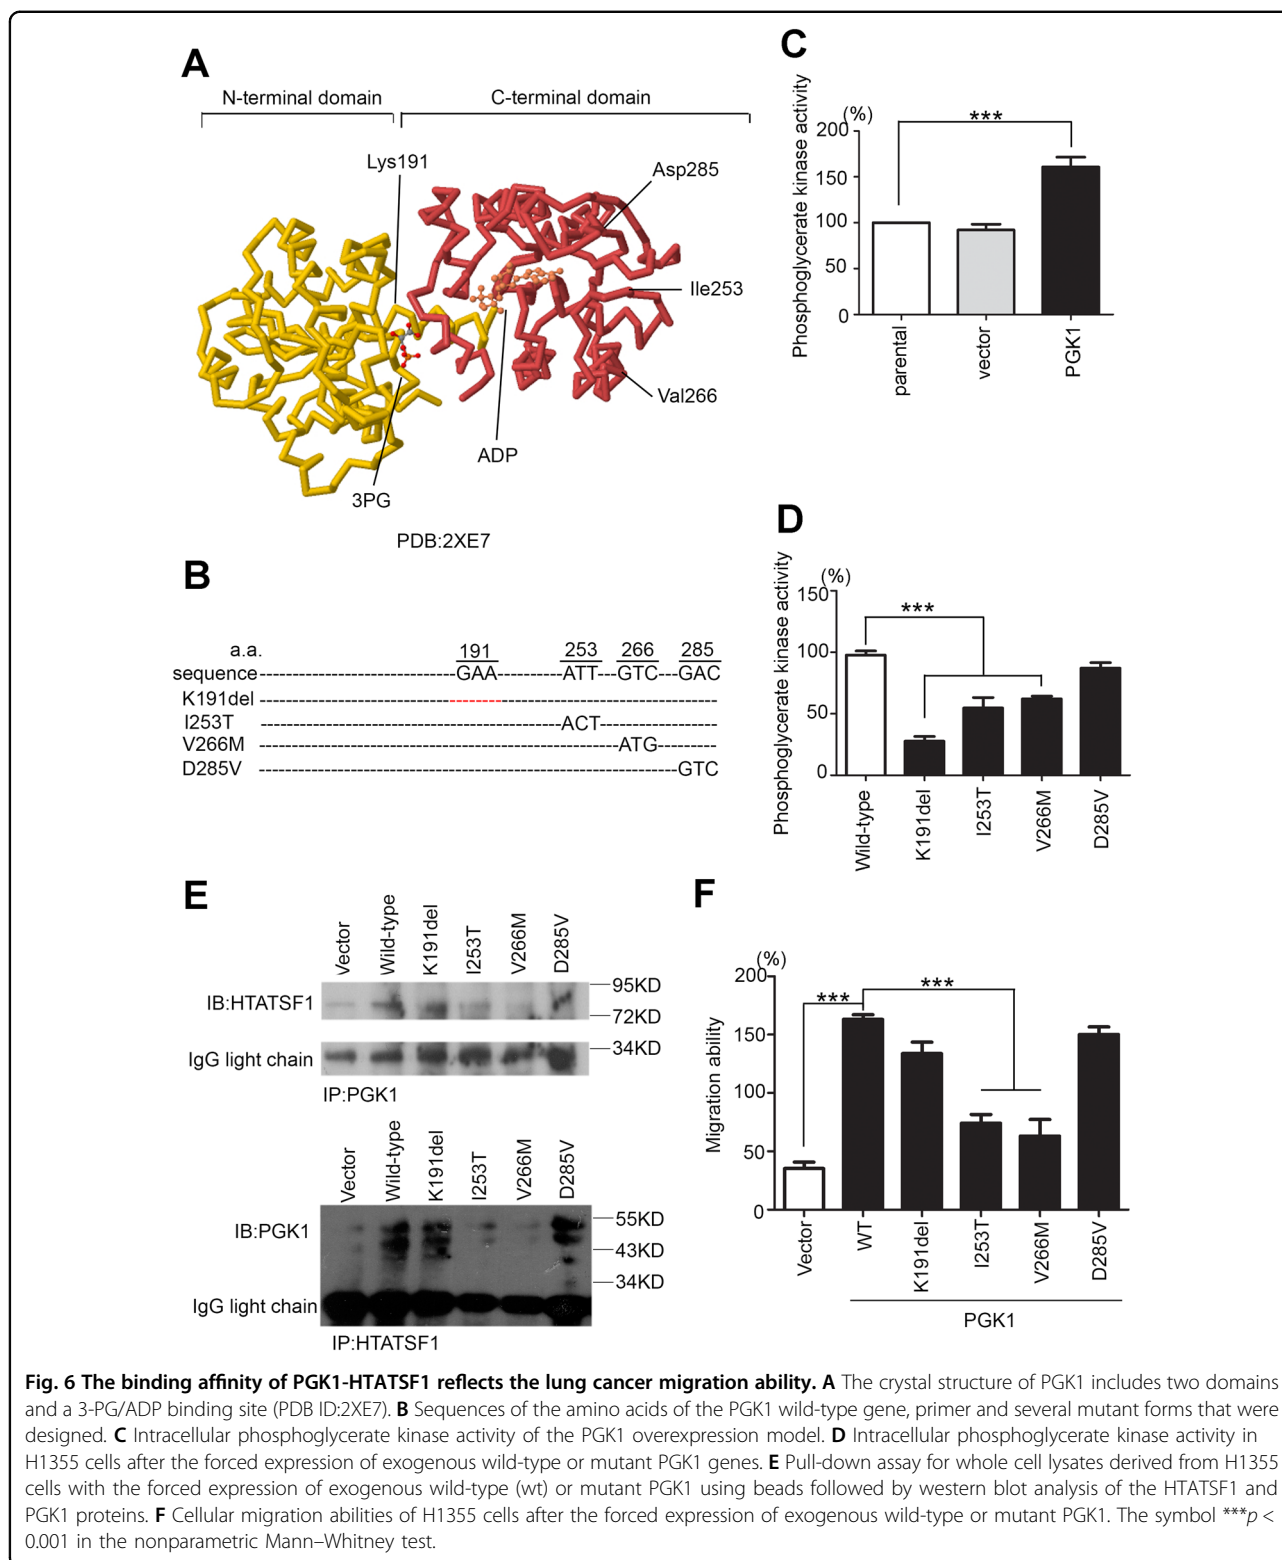 A
N-terminal domain
C-terminal domain
Lys191
Asp285
Ile253
Val266
ADP
3PG
PDB:2XE7
B
a.a. 191 253 266 285
sequence--------GAA--------ATT---GTC---GAC
K191del
I253T ACT
V266M ATG
D285V GTC
C
Phosphoglycerate kinase activity
(%)
200
150
100
50
0
***
parental
vector
PGK1
D
Phosphoglycerate kinase activity
(%)
150
100
50
0
***
Wild-type
K191del
I253T
V266M
D285V
E
Vector
Wild-type
K191del
I253T
V266M
D285V
IB:HTATSF1
95KD
72KD
IgG light chain
34KD
IP:PGK1
Vector
Wild-type
K191del
I253T
V266M
D285V
IB:PGK1
55KD
43KD
34KD
IgG light chain
IP:HTATSF1
F
Migration ability
(%)
200
150
100
50
0
***
***
Vector
WT
K191del
I253T
V266M
D285V
PGK1
Fig. 6 The binding affinity of PGK1-HTATSF1 reflects the lung cancer migration ability. A The crystal structure of PGK1 includes two domains
and a 3-PG/ADP binding site (PDB ID:2XE7). B Sequences of the amino acids of the PGK1 wild-type gene, primer and several mutant forms that were
designed. C Intracellular phosphoglycerate kinase activity of the PGK1 overexpression model. D Intracellular phosphoglycerate kinase activity in
H1355 cells after the forced expression of exogenous wild-type or mutant PGK1 genes. E Pull-down assay for whole cell lysates derived from H1355
cells with the forced expression of exogenous wild-type (wt) or mutant PGK1 using beads followed by western blot analysis of the HTATSF1 and
PGK1 proteins. F Cellular migration abilities of H1355 cells after the forced expression of exogenous wild-type or mutant PGK1. The symbol ***p <
0.001 in the nonparametric Mann–Whitney test.